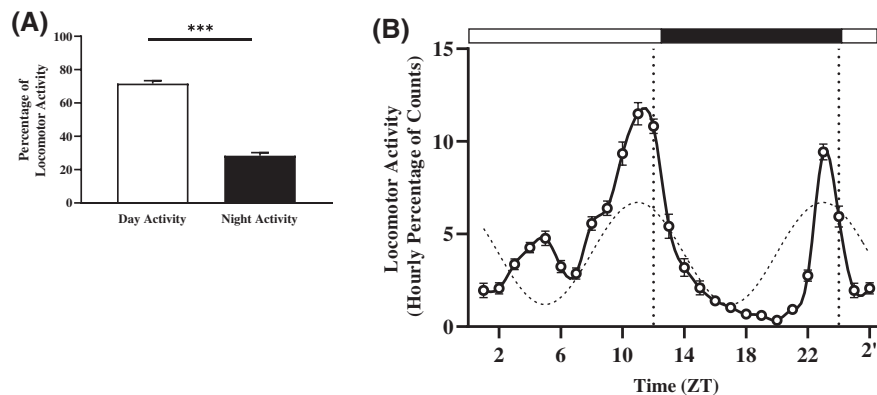 (A)
***
Percentage of
Locomotor Activity
100
80
60
40
20
0
Day Activity Night Activity
(B)
Locomotor Activity
(Hourly Percentage of Counts)
15
10
5
0
2 6 10 14 18 22 2'
Time (ZT)